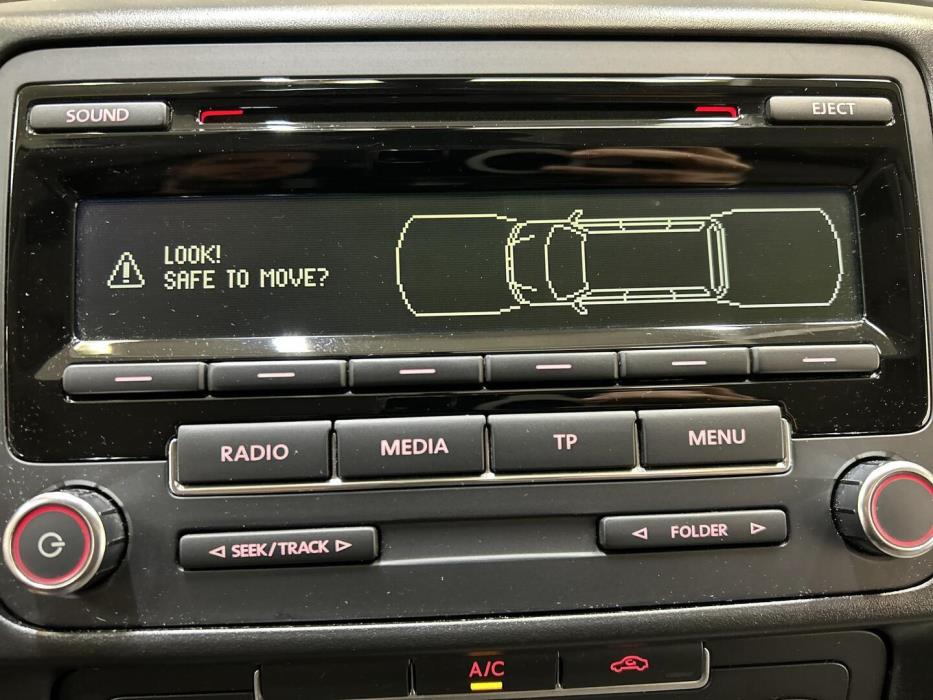 SOUND
EJECT
LOOK!
SAFE TO MOVE?
RADIO
MEDIA
TP
MENU
SEEK/TRACK
FOLDER
A/C